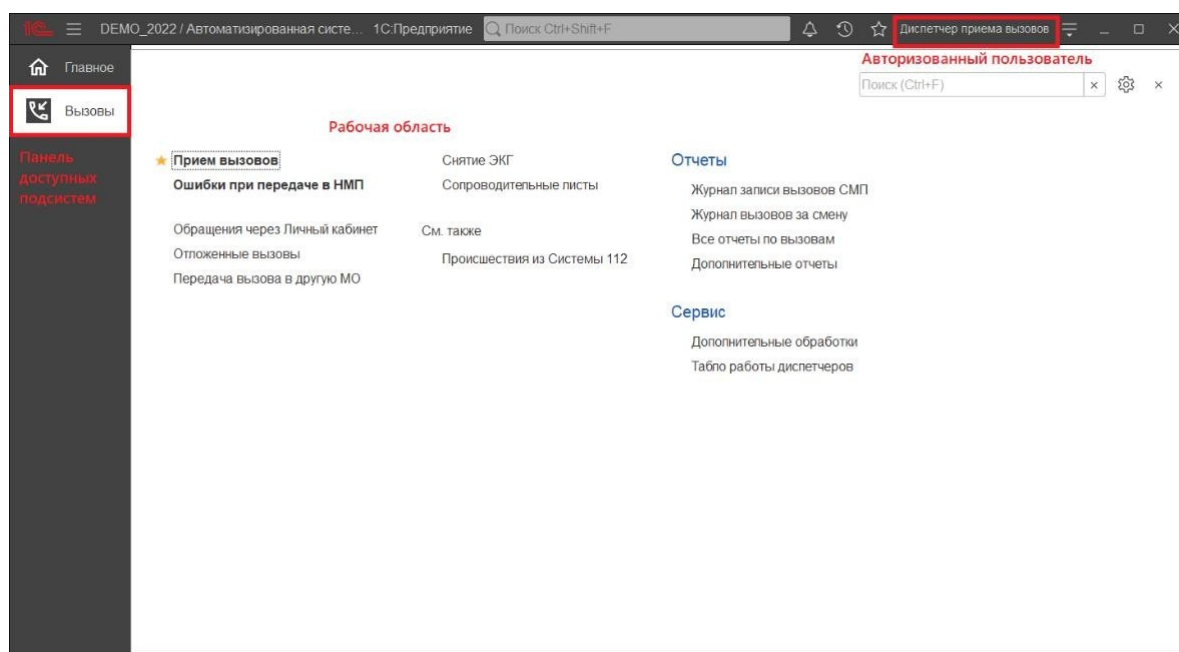 1С DEMO_2022 / Автоматизированная систе... 1С:Предприятие Поиск Ctrl+Shift+F Диспетчер приема вызовов
Главное
Авторизованный пользователь
Поиск (Ctrl+F)
Вызовы
Рабочая область
Панель
доступных
подсистем
Прием вызовов
Ошибки при передаче в НМП
Обращения через Личный кабинет
Отложенные вызовы
Передача вызова в другую МО
Снятие ЭКГ
Сопроводительные листы
См. также
Происшествия из Системы 112
Отчеты
Журнал записи вызовов СМП
Журнал вызовов за смену
Все отчеты по вызовам
Дополнительные отчеты
Сервис
Дополнительные обработки
Табло работы диспетчеров